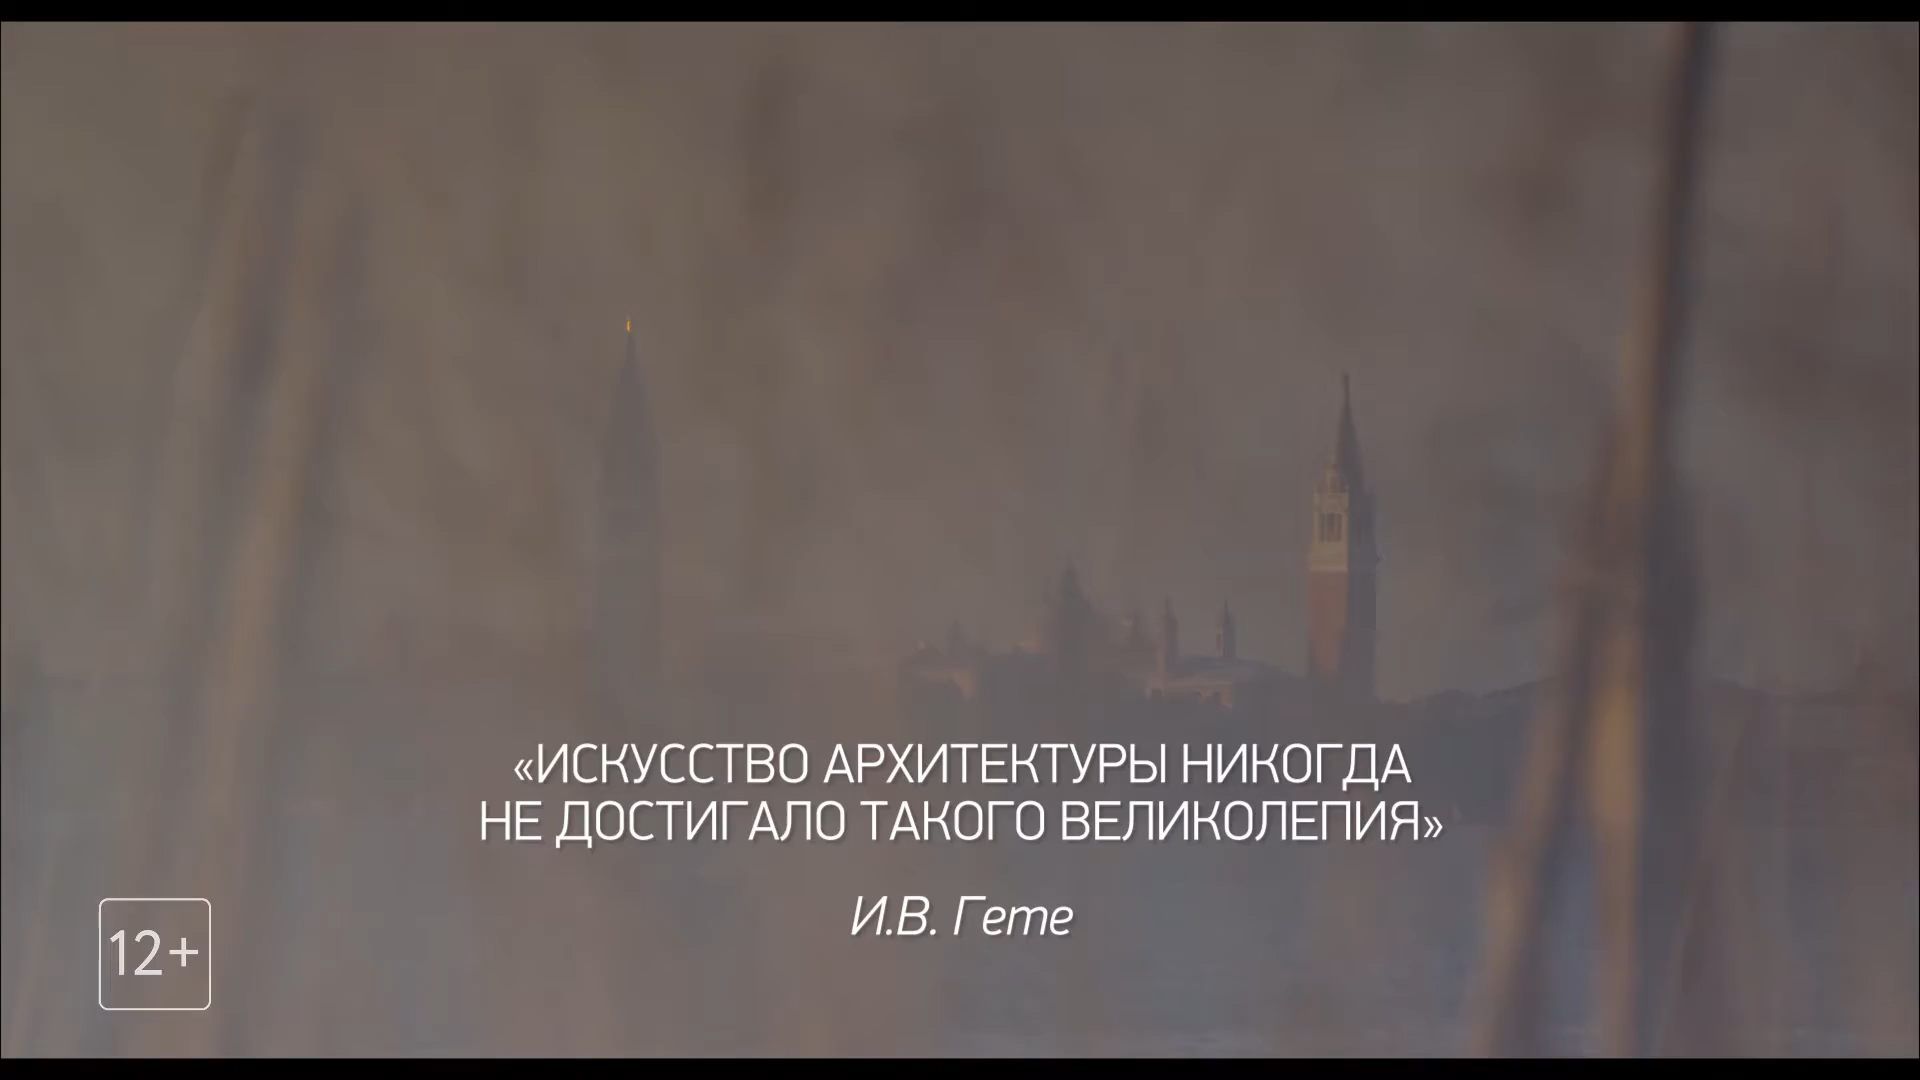 «ИСКУССТВО АРХИТЕКТУРЫ НИКОГДА
НЕ ДОСТИГАЛО ТАКОГО ВЕЛИКОЛЕПИЯ»
И.В. Гете
12+